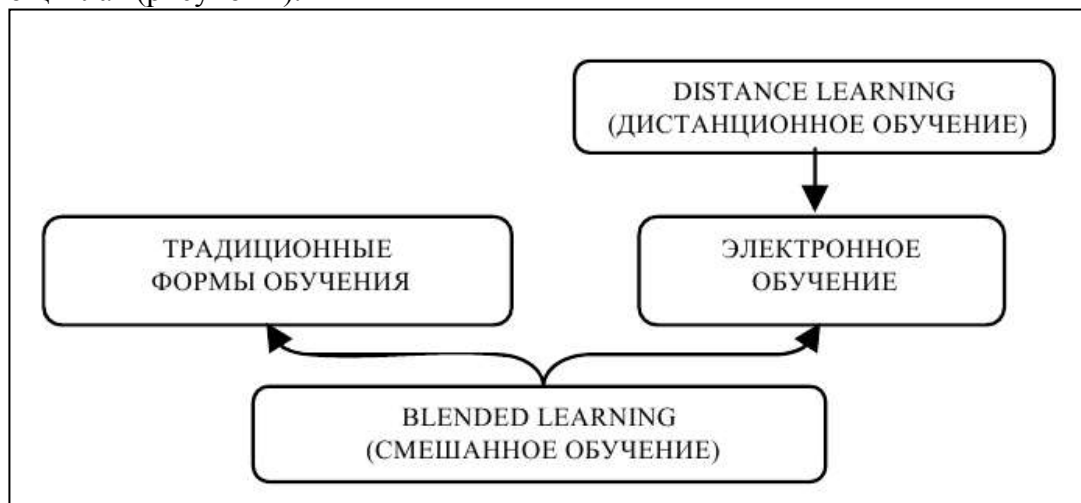 DISTANCE LEARNING
(ДИСТАНЦИОННОЕ ОБУЧЕНИЕ)
ТРАДИЦИОННЫЕ
ФОРМЫ ОБУЧЕНИЯ
ЭЛЕКТРОННОЕ
ОБУЧЕНИЕ
BLENDED LEARNING
(СМЕШАННОЕ ОБУЧЕНИЕ)